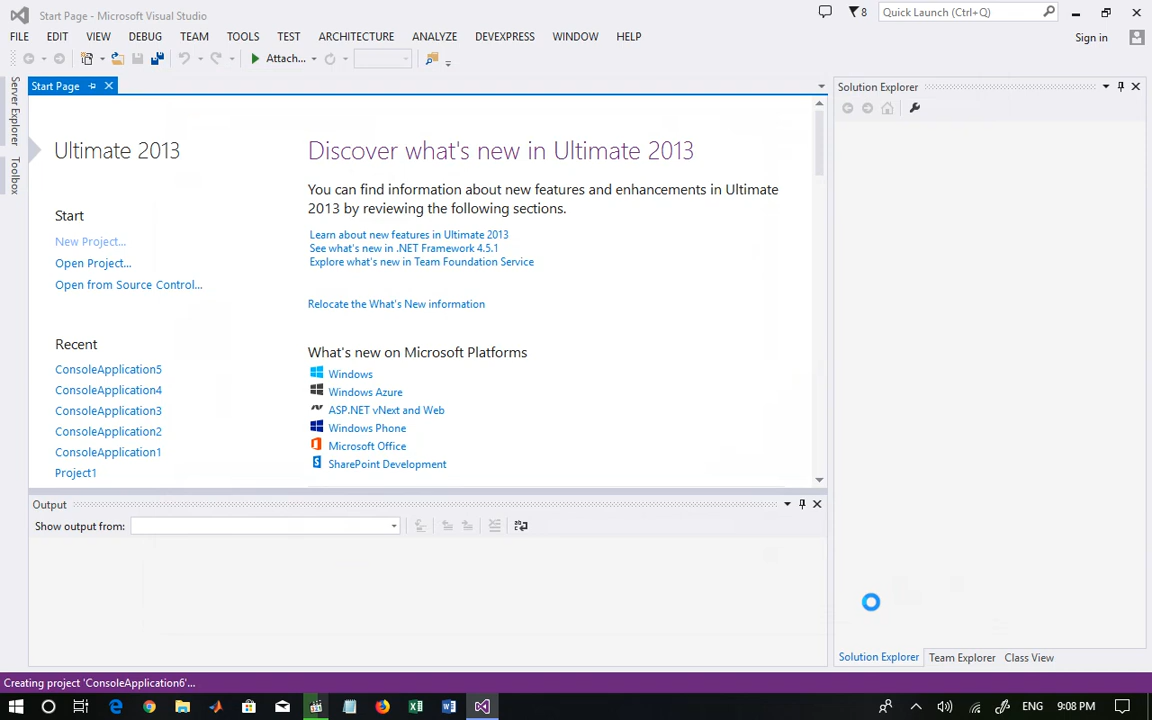 Start Page - Microsoft Visual Studio
8
Quick Launch (Ctrl+Q)
FILE EDIT VIEW DEBUG TEAM TOOLS TEST ARCHITECTURE ANALYZE DEVEXPRESS WINDOW HELP
Sign in
Attach...
Server Explorer
Toolbox
Start Page
Ultimate 2013
Start
New Project...
Open Project...
Open from Source Control...
Recent
ConsoleApplication5
ConsoleApplication4
ConsoleApplication3
ConsoleApplication2
ConsoleApplication1
Project1
Discover what's new in Ultimate 2013
You can find information about new features and enhancements in Ultimate
2013 by reviewing the following sections.
Learn about new features in Ultimate 2013
See what's new in .NET Framework 4.5.1
Explore what's new in Team Foundation Service
Relocate the What's New information
What's new on Microsoft Platforms
Windows
Windows Azure
ASP.NET vNext and Web
Windows Phone
Microsoft Office
SharePoint Development
Solution Explorer
Output
Show output from:
Solution Explorer Team Explorer Class View
Creating project 'ConsoleApplication6'...
ENG 9:08 PM